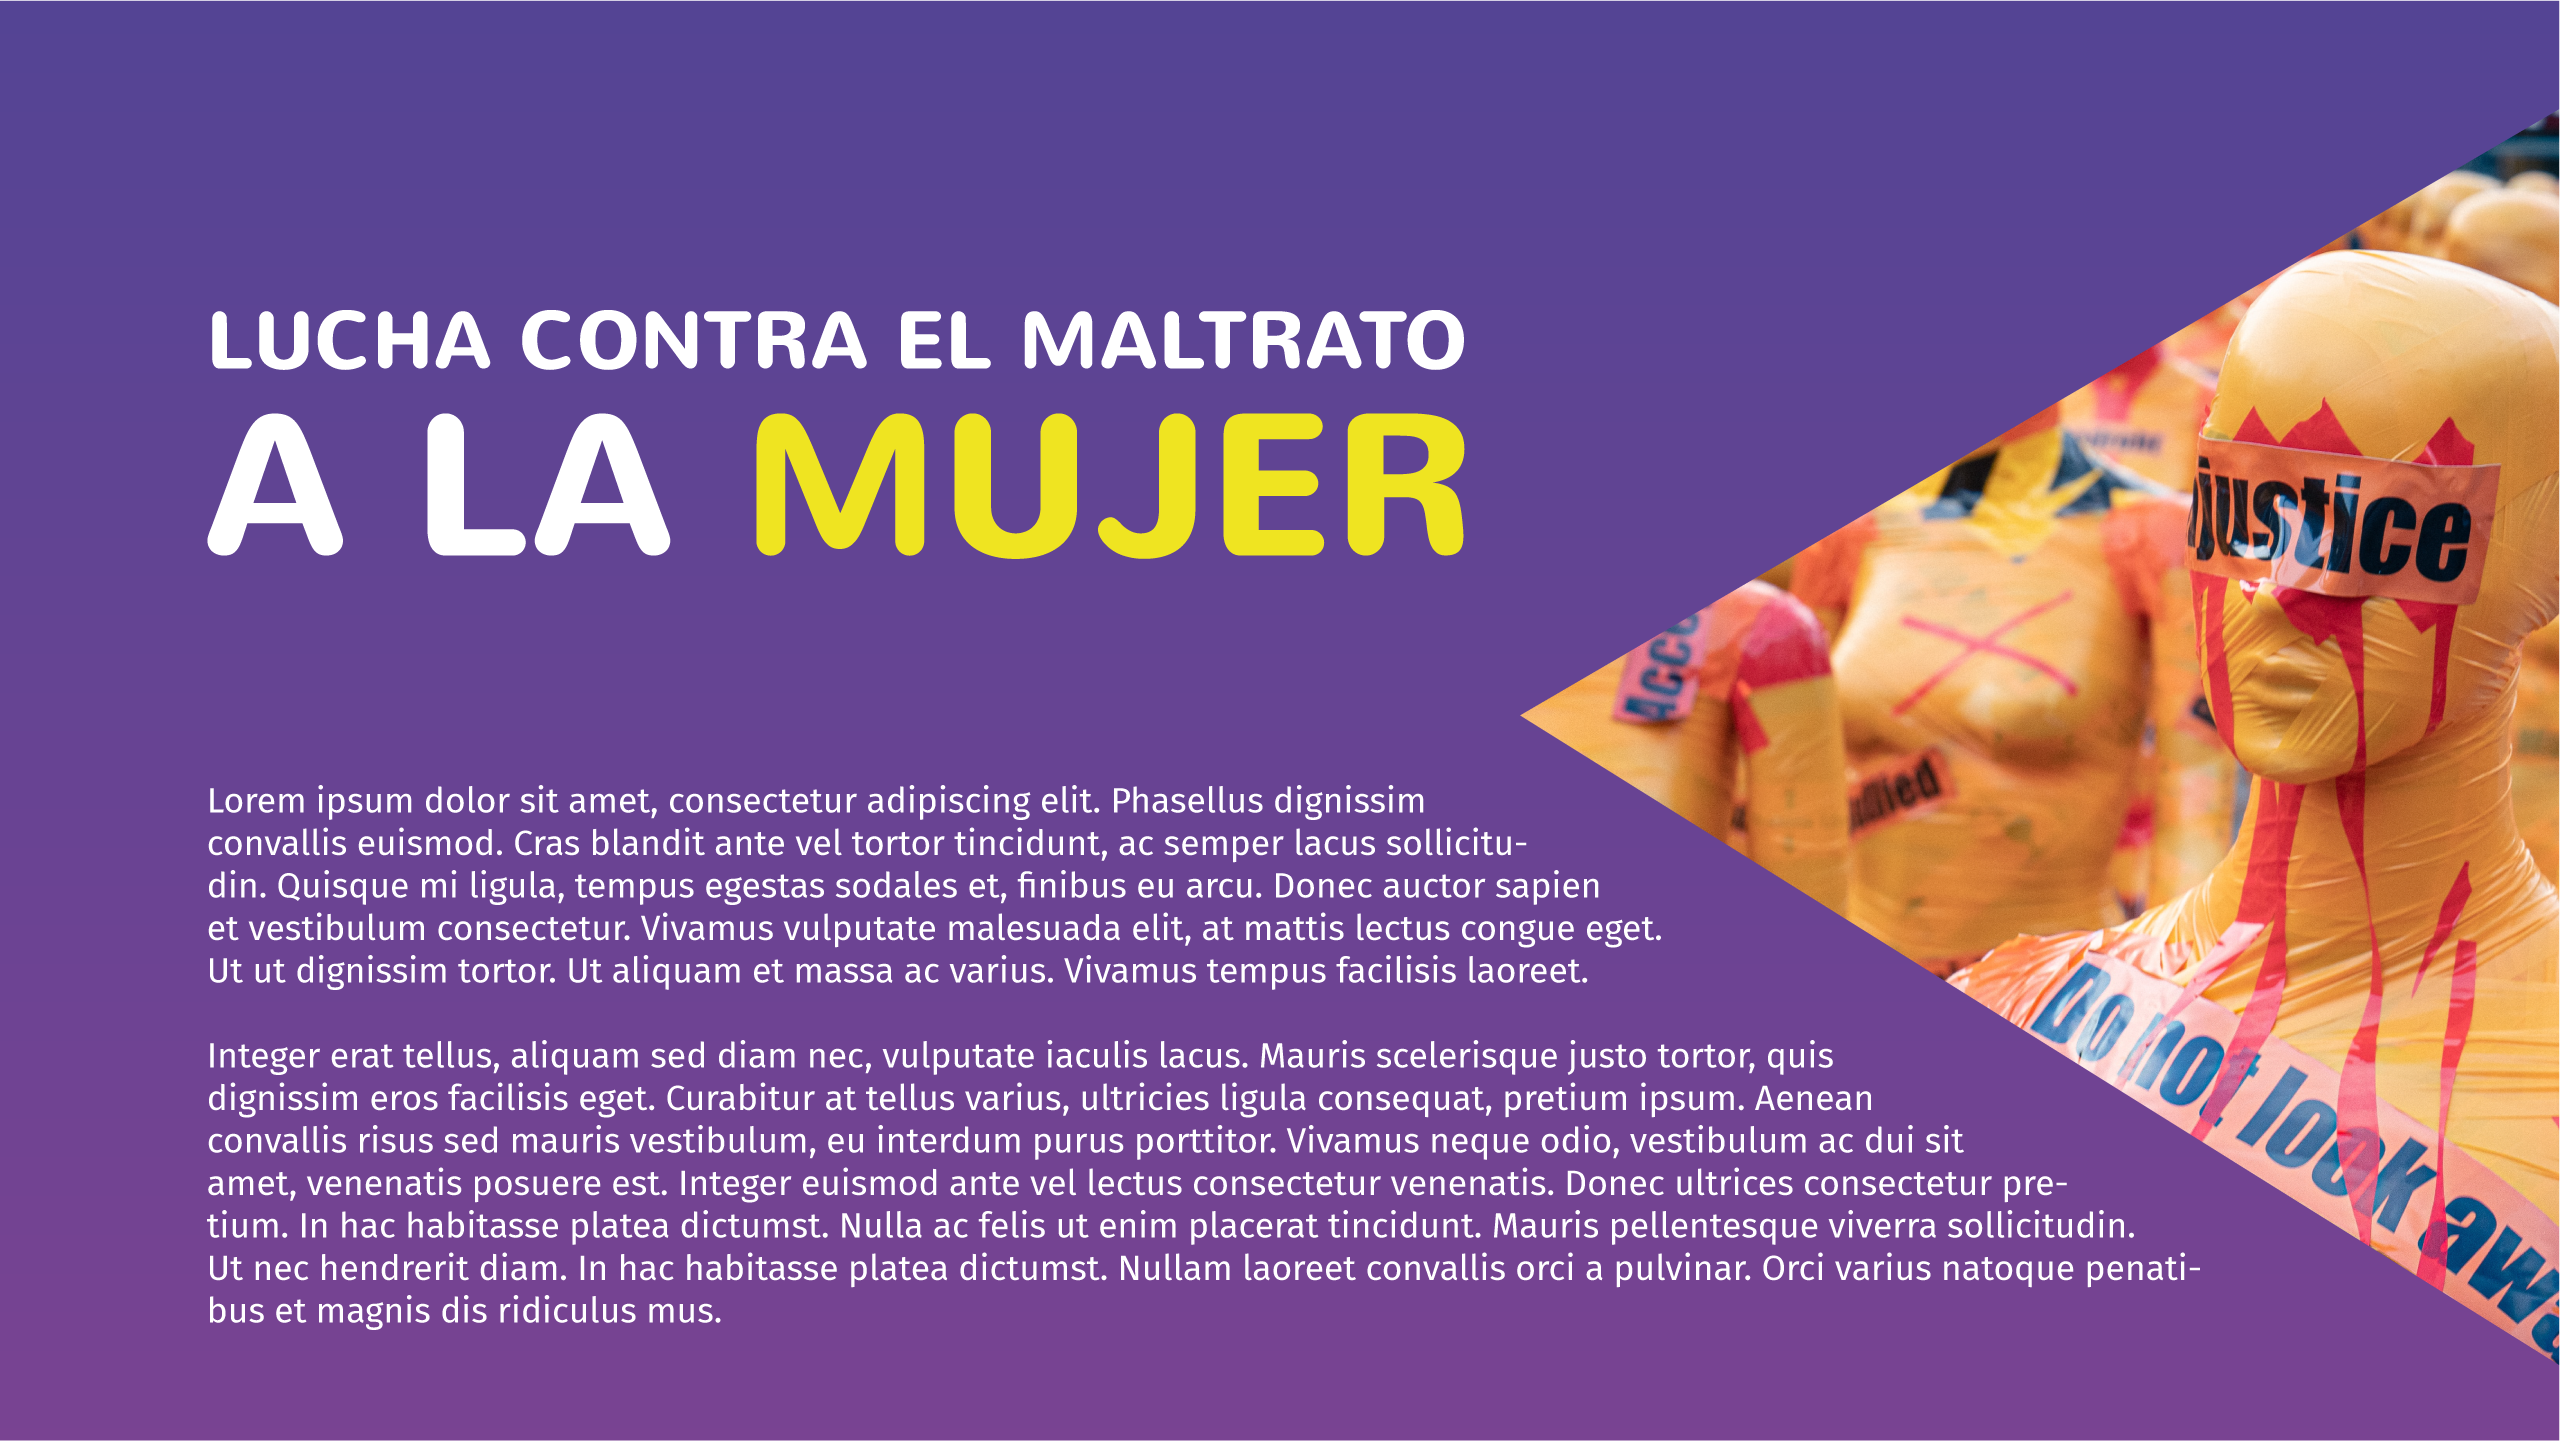 LUCHA CONTRA EL MALTRATO
A LA MUJER
justice
Do not look
Lorem ipsum dolor sit amet, consectetur adipiscing elit. Phasellus dignissim
convallis euismod. Cras blandit ante vel tortor tincidunt, ac semper lacus sollicitu-
din. Quisque mi ligula, tempus egestas sodales et, finibus eu arcu. Donec auctor sapien
et vestibulum consectetur. Vivamus vulputate malesuada elit, at mattis lectus congue eget.
Ut ut dignissim tortor. Ut aliquam et massa ac varius. Vivamus tempus facilisis laoreet.
Integer erat tellus, aliquam sed diam nec, vulputate iaculis lacus. Mauris scelerisque justo tortor, quis
dignissim eros facilisis eget. Curabitur at tellus varius, ultricies ligula consequat, pretium ipsum. Aenean
convallis risus sed mauris vestibulum, eu interdum purus porttitor. Vivamus neque odio, vestibulum ac dui sit
amet, venenatis posuere est. Integer euismod ante vel lectus consectetur venenatis. Donec ultrices consectetur pre-
tium. In hac habitasse platea dictumst. Nulla ac felis ut enim placerat tincidunt. Mauris pellentesque viverra sollicitudin.
Ut nec hendrerit diam. In hac habitasse platea dictumst. Nullam laoreet convallis orci a pulvinar. Orci varius natoque penati-
bus et magnis dis ridiculus mus.